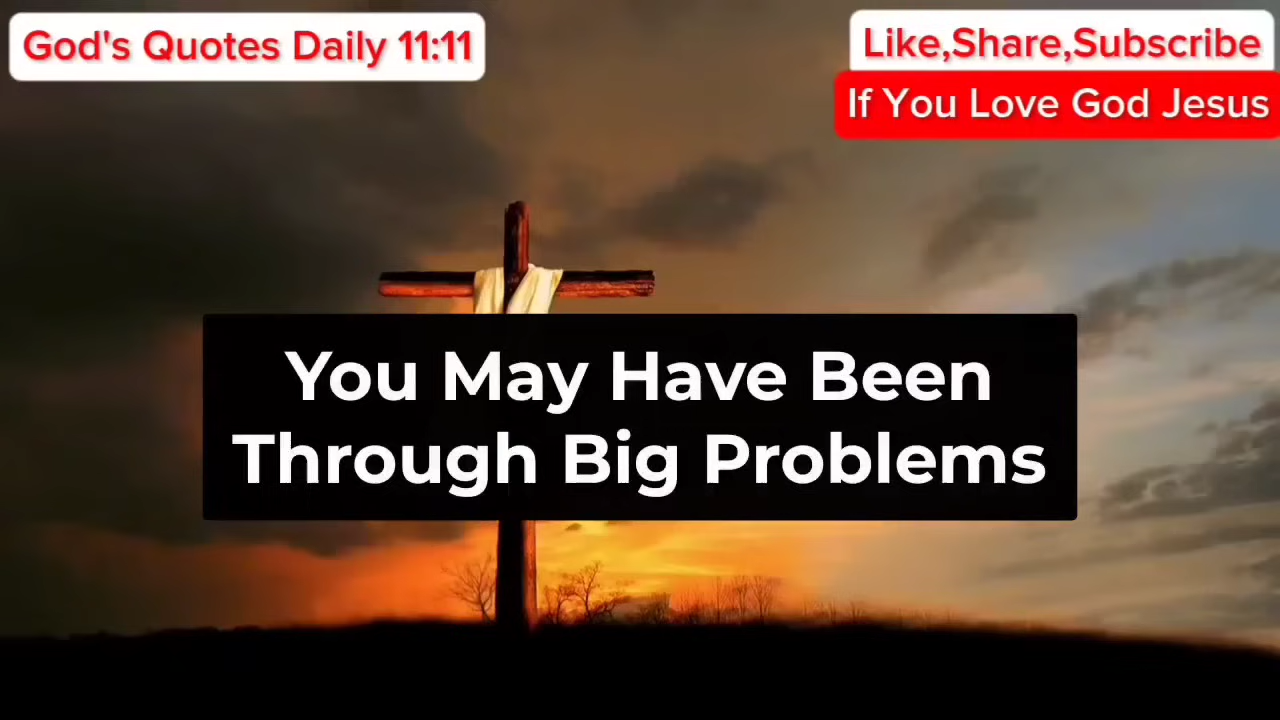 God's Quotes Daily 11:11
Like,Share,Subscribe
If You Love God Jesus
You May Have Been
Through Big Problems